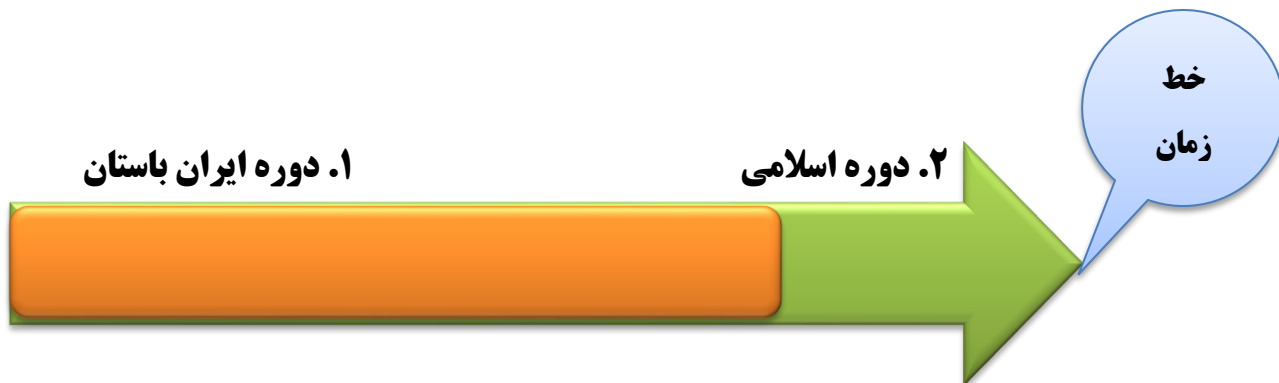 خط
زمان
۲. دوره اسلامی
۱. دوره ایران باستان